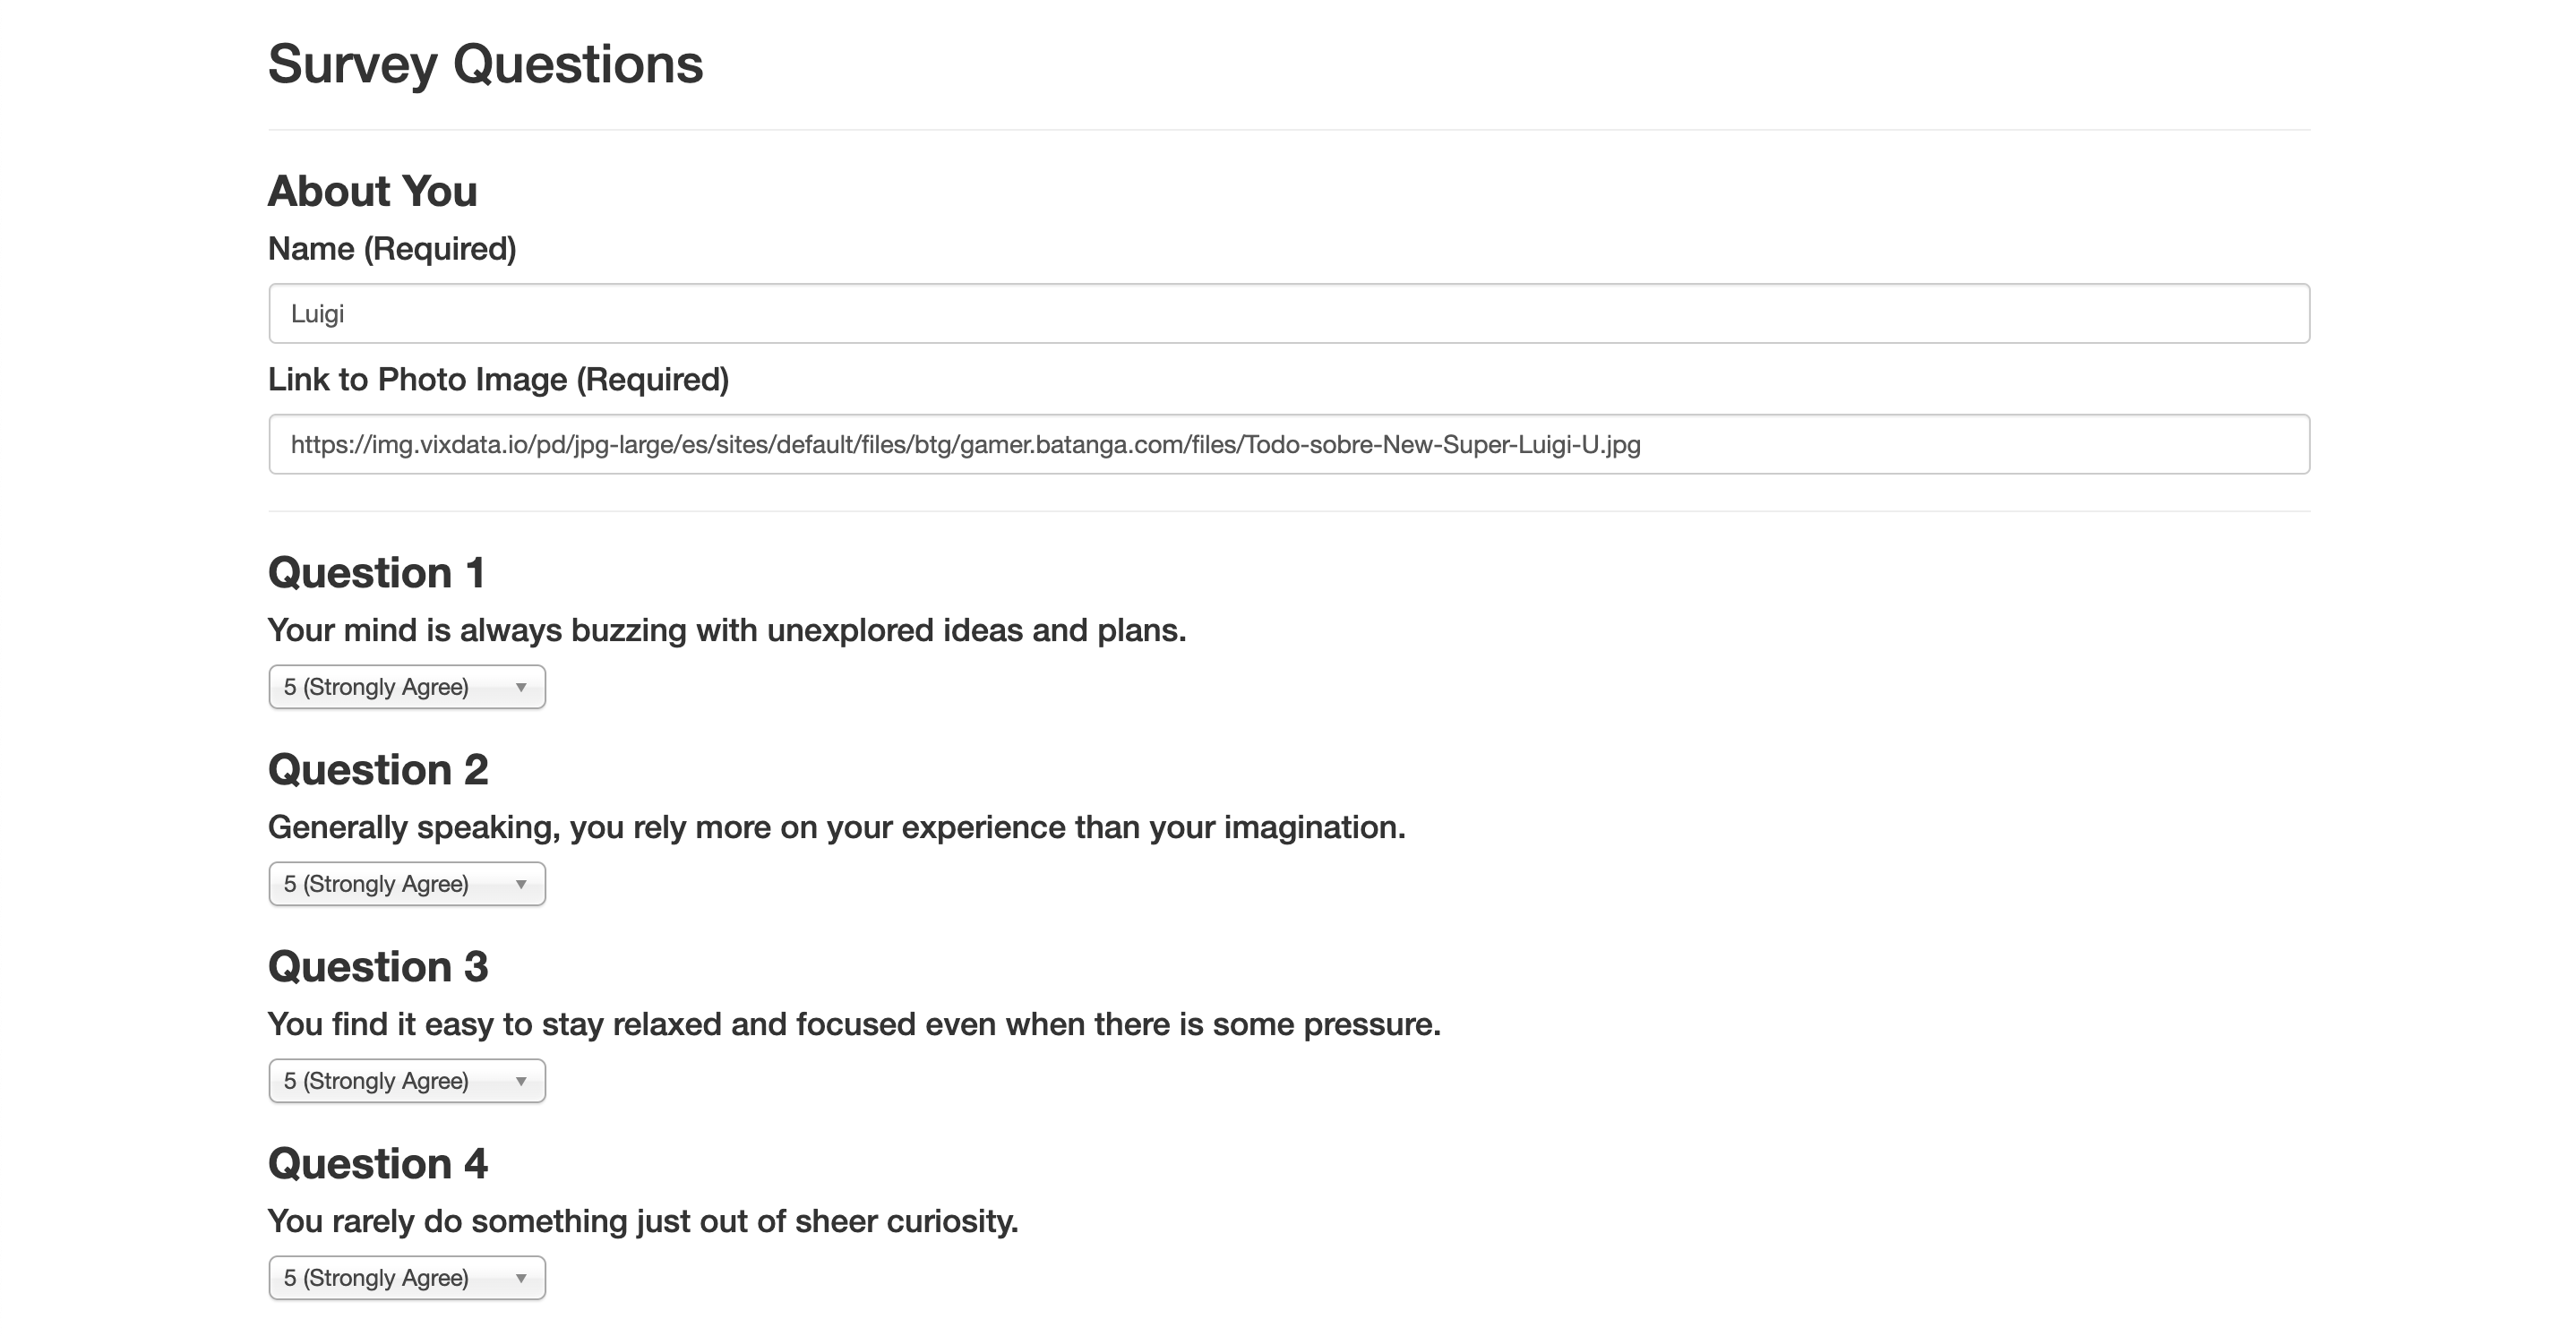 Survey Questions
About You
Name (Required)
Luigi
Link to Photo Image (Required)
https://img.vixdata.io/pd/jpg-large/es/sites/default/files/btg/gamer.batanga.com/files/Todo-sobre-New-Super-Luigi-U.jpg
Question 1
Your mind is always buzzing with unexplored ideas and plans.
5 (Strongly Agree)
Question 2
Generally speaking, you rely more on your experience than your imagination.
5 (Strongly Agree)
Question 3
You find it easy to stay relaxed and focused even when there is some pressure.
5 (Strongly Agree)
Question 4
You rarely do something just out of sheer curiosity.
5 (Strongly Agree)